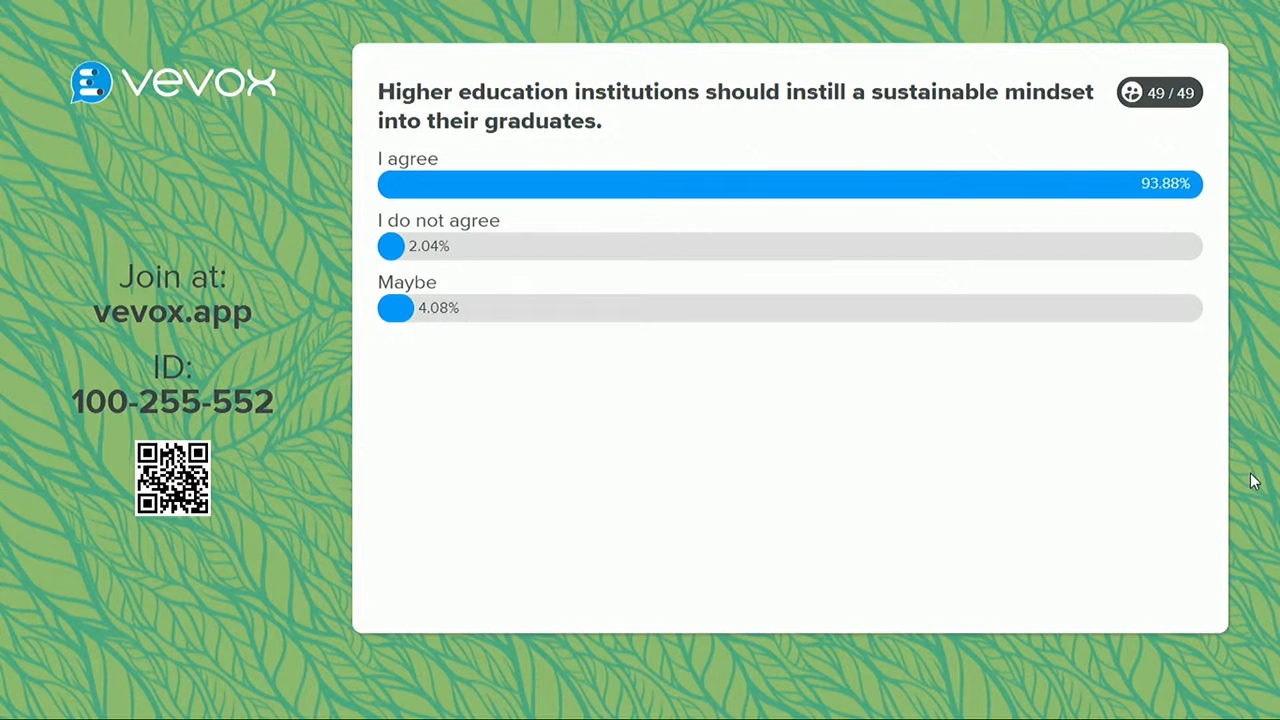 vevox
Join at:
vevox.app
ID:
100-255-552
Higher education institutions should instill a sustainable mindset
into their graduates.
49 / 49
I agree
93.88%
I do not agree
2.04%
Maybe
4.08%